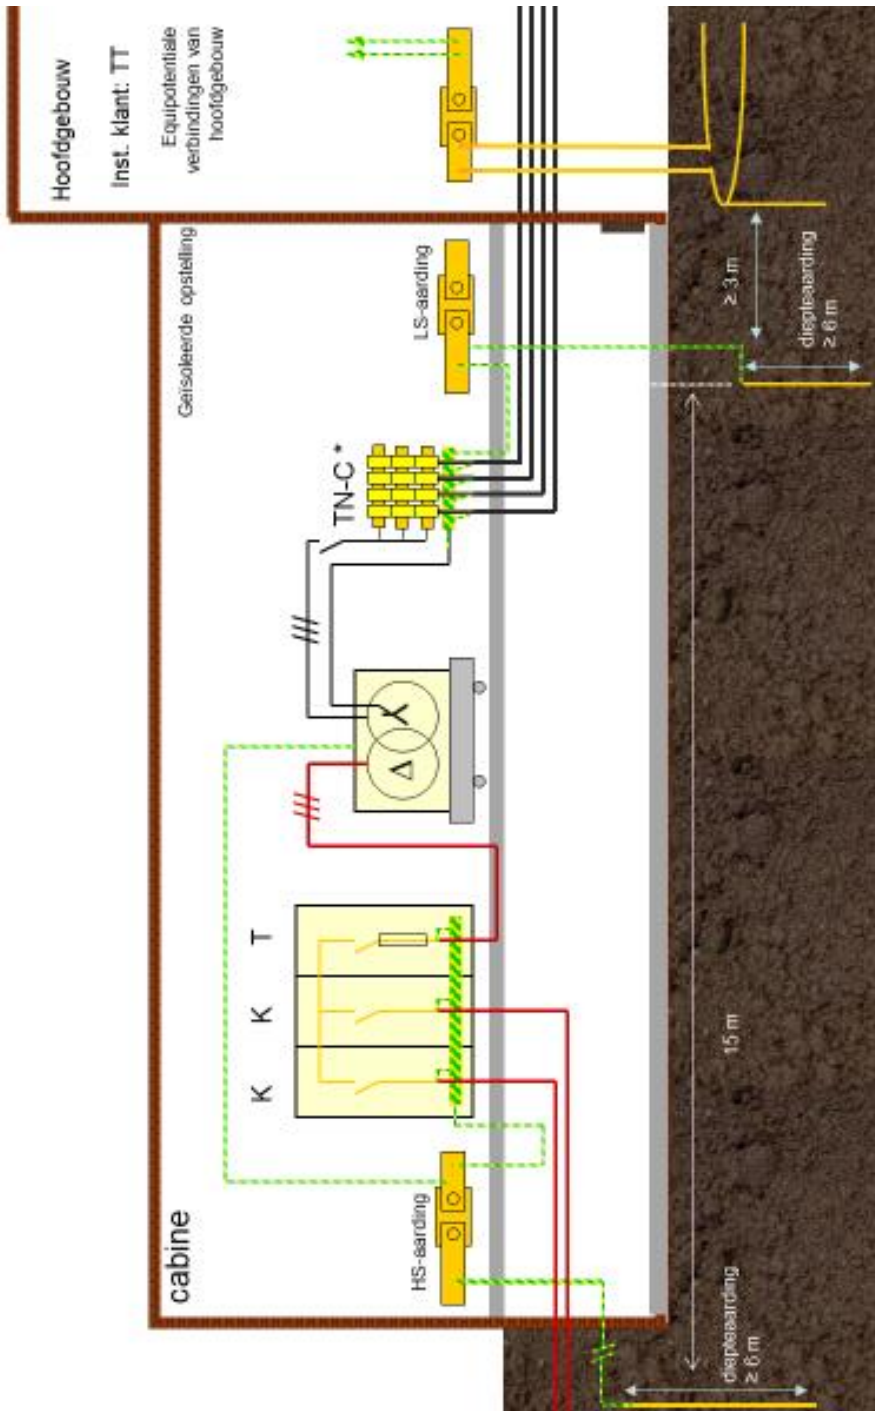 Hoofdgebouw
Inst. klant: TT
Equipotentiale
verbindingen van
hoofdgebouw
cabine
Geïsoleerde opstelling
K
K
T
Δ
Y
TN-C *
HS-aarding
LS-aarding
diepteaarding
≥ 6 m
15 m
≥ 3 m
diepteaarding
≥ 6 m